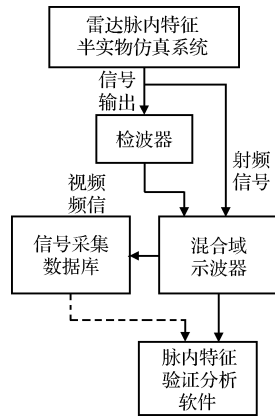 雷达脉内特征
半实物仿真系统
信号
输出
检波器
射频
信号
视频
频信
信号采集
数据库
混合域
示波器
脉内特征
验证分析
软件